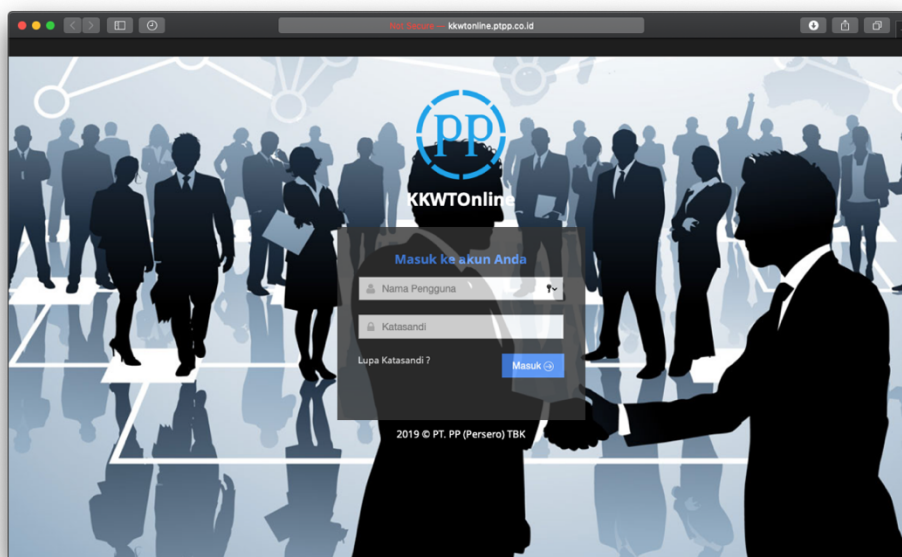 Not Secure — kkwtonline.ptpp.co.id
pp
KKWTOnline
Masuk ke akun Anda
Nama Pengguna
Katasandi
Lupa Katasandi ?
Masuk
2019 © PT. PP (Persero) TBK